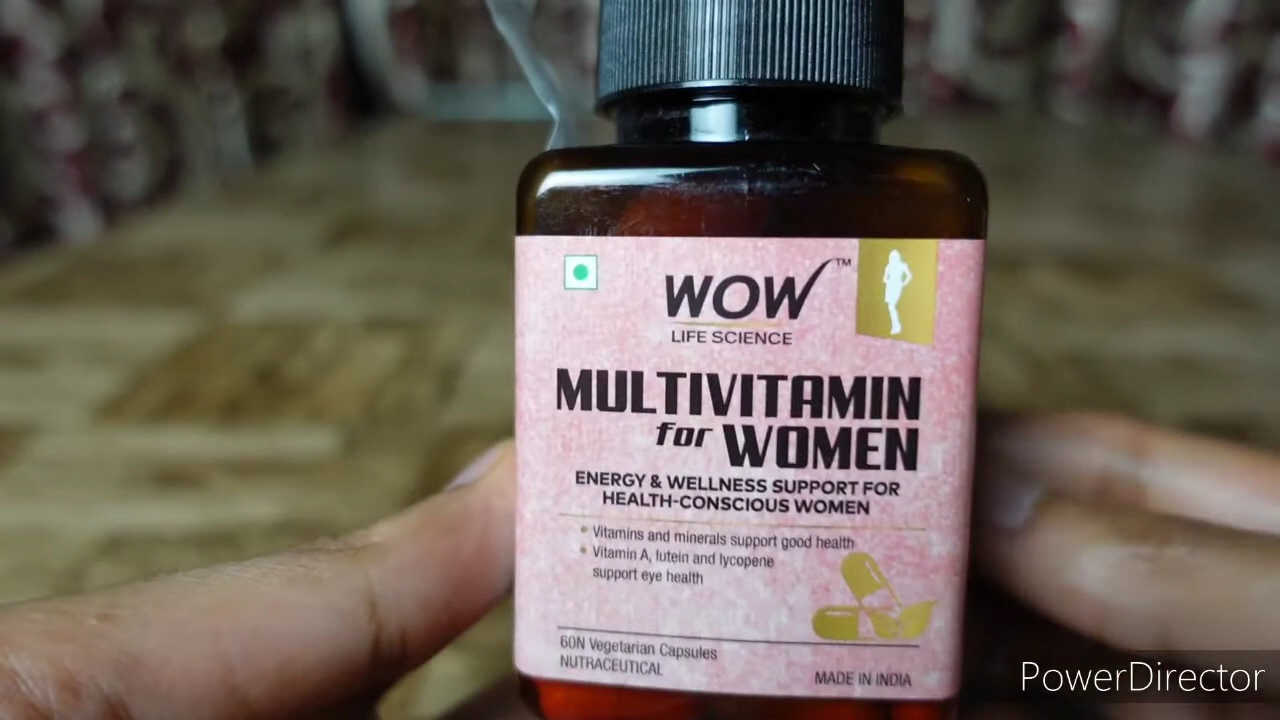 WOW™
LIFE SCIENCE
MULTIVITAMIN
for WOMEN
ENERGY & WELLNESS SUPPORT FOR
HEALTH-CONSCIOUS WOMEN
• Vitamins and minerals support good health
• Vitamin A, lutein and lycopene
support eye health
60N Vegetarian Capsules
NUTRACEUTICAL
MADE IN INDIA
PowerDirector